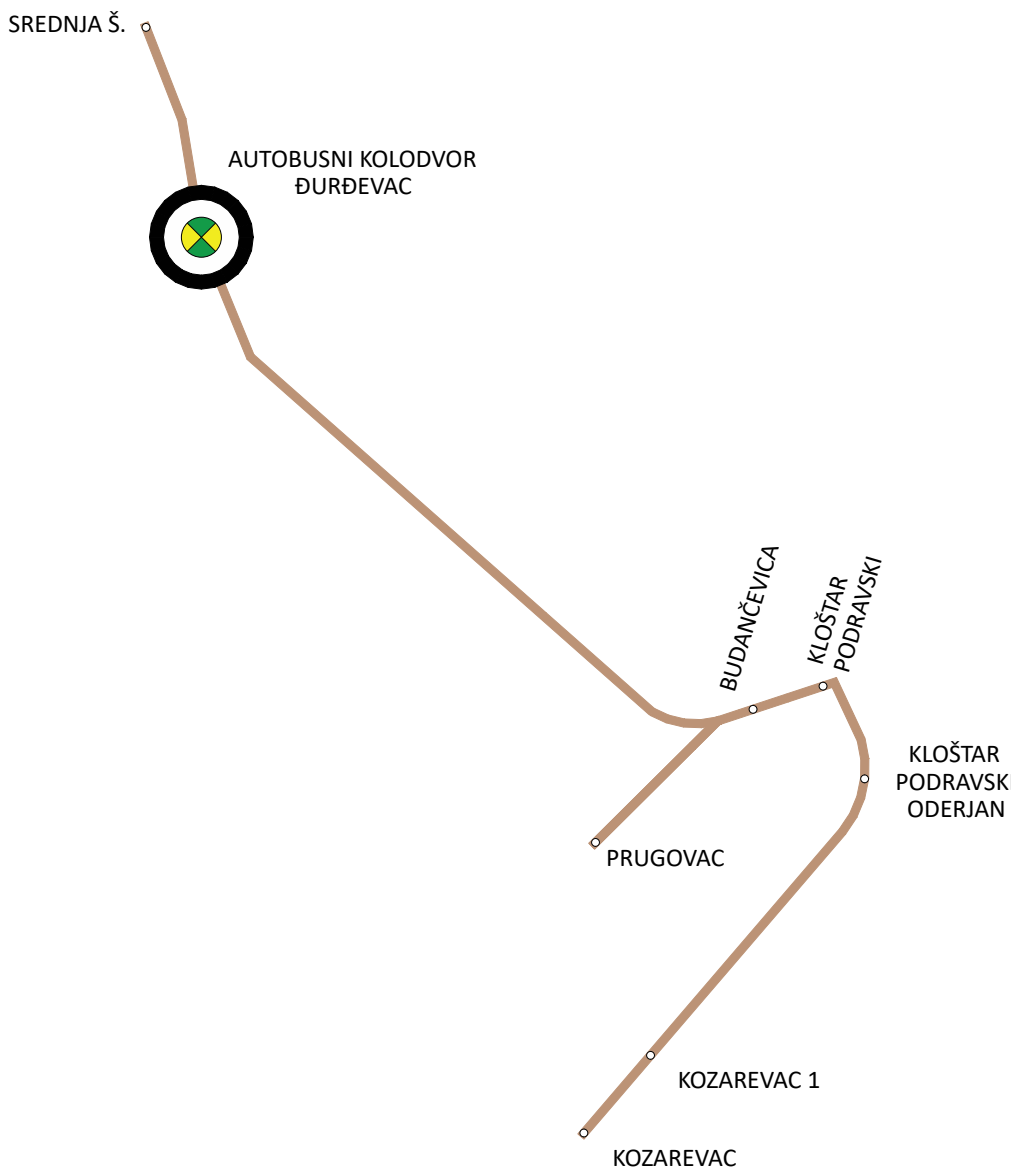 SREDNJA Š.
AUTOBUSNI KOLODVOR
ĐURĐEVAC
BUDANČEVICA
KLOŠTAR
PODRAVSKI
KLOŠTAR
PODRAVSKI
ODERJAN
PRUGOVAC
KOZAREVAC 1
KOZAREVAC